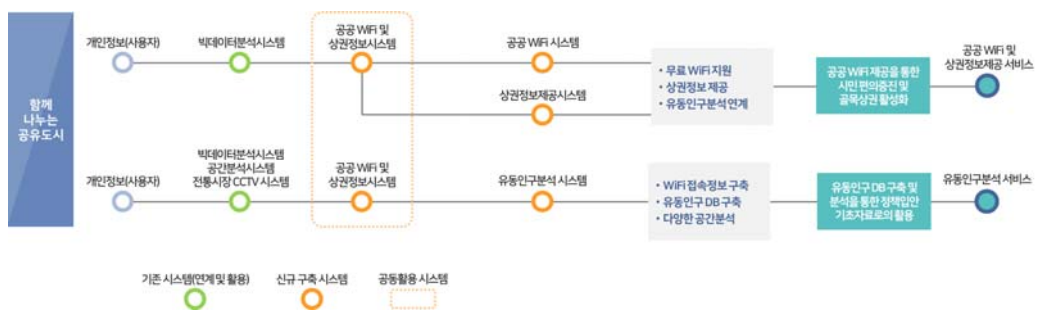 함께
나누는
공유도시
개인정보(사용자)
빅데이터분석시스템
공공 WiFi 및
상권정보시스템
공공 WiFi 시스템
상권정보제공시스템
• 무료 WiFi 지원
• 상권정보 제공
• 유동인구분석 연계
공공 WiFi 제공을 통한
시민 편의증진 및
골목상권 활성화
공공 WiFi 및
상권정보제공 서비스
개인정보(사용자)
빅데이터분석시스템
공간분석시스템
전통시장 CCTV 시스템
공공 WiFi 및
상권정보시스템
유동인구분석 시스템
• WiFi 접속정보 구축
• 유동인구 DB 구축
• 다양한 공간분석
유동인구 DB 구축 및
분석을 통한 정책입안
기초자료로의 활용
유동인구분석 서비스
기존 시스템(연계 및 활용)
신규 구축 시스템
공동활용 시스템